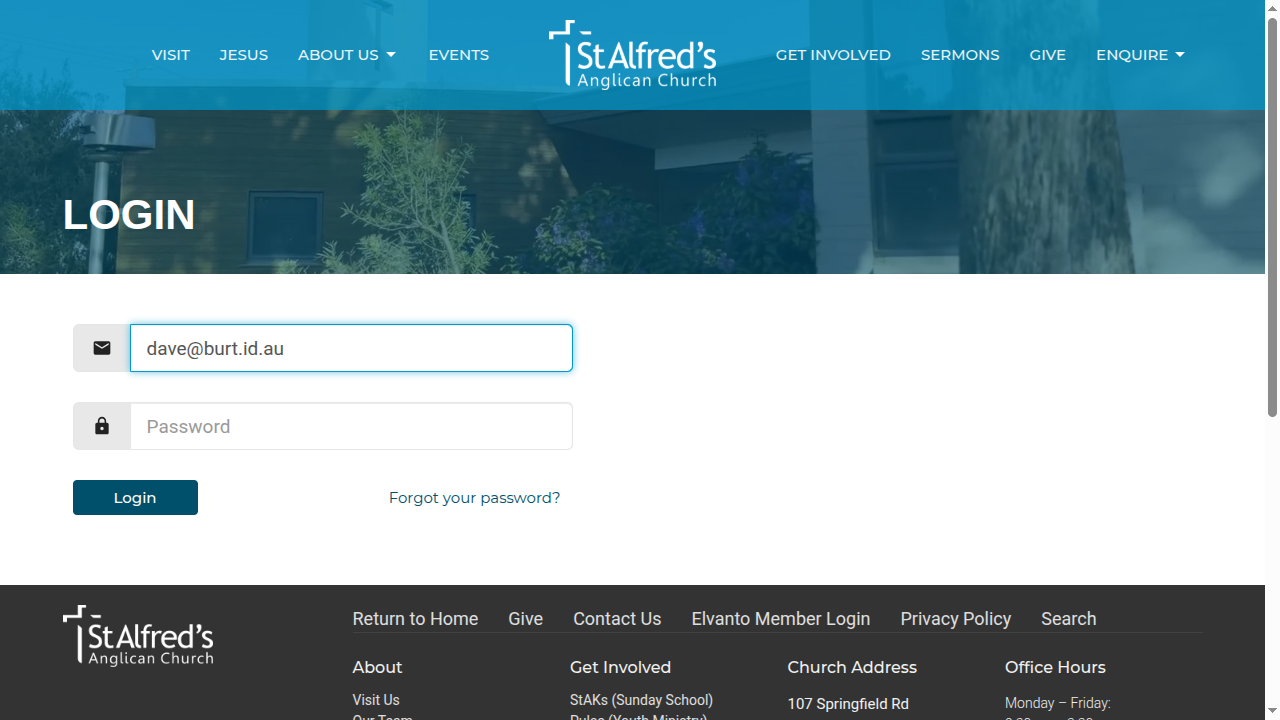 VISIT JESUS ABOUT US EVENTS St Alfred's GET INVOLVED SERMONS GIVE ENQUIRE
Anglican Church
LOGIN
dave@burt.id.au
Password
Login Forgot your password?
St Alfred's
Anglican Church
Return to Home Give Contact Us Elvanto Member Login Privacy Policy Search
About Get Involved Church Address Office Hours
Visit Us StAKs (Sunday School) 107 Springfield Rd Monday – Friday:
Our Team